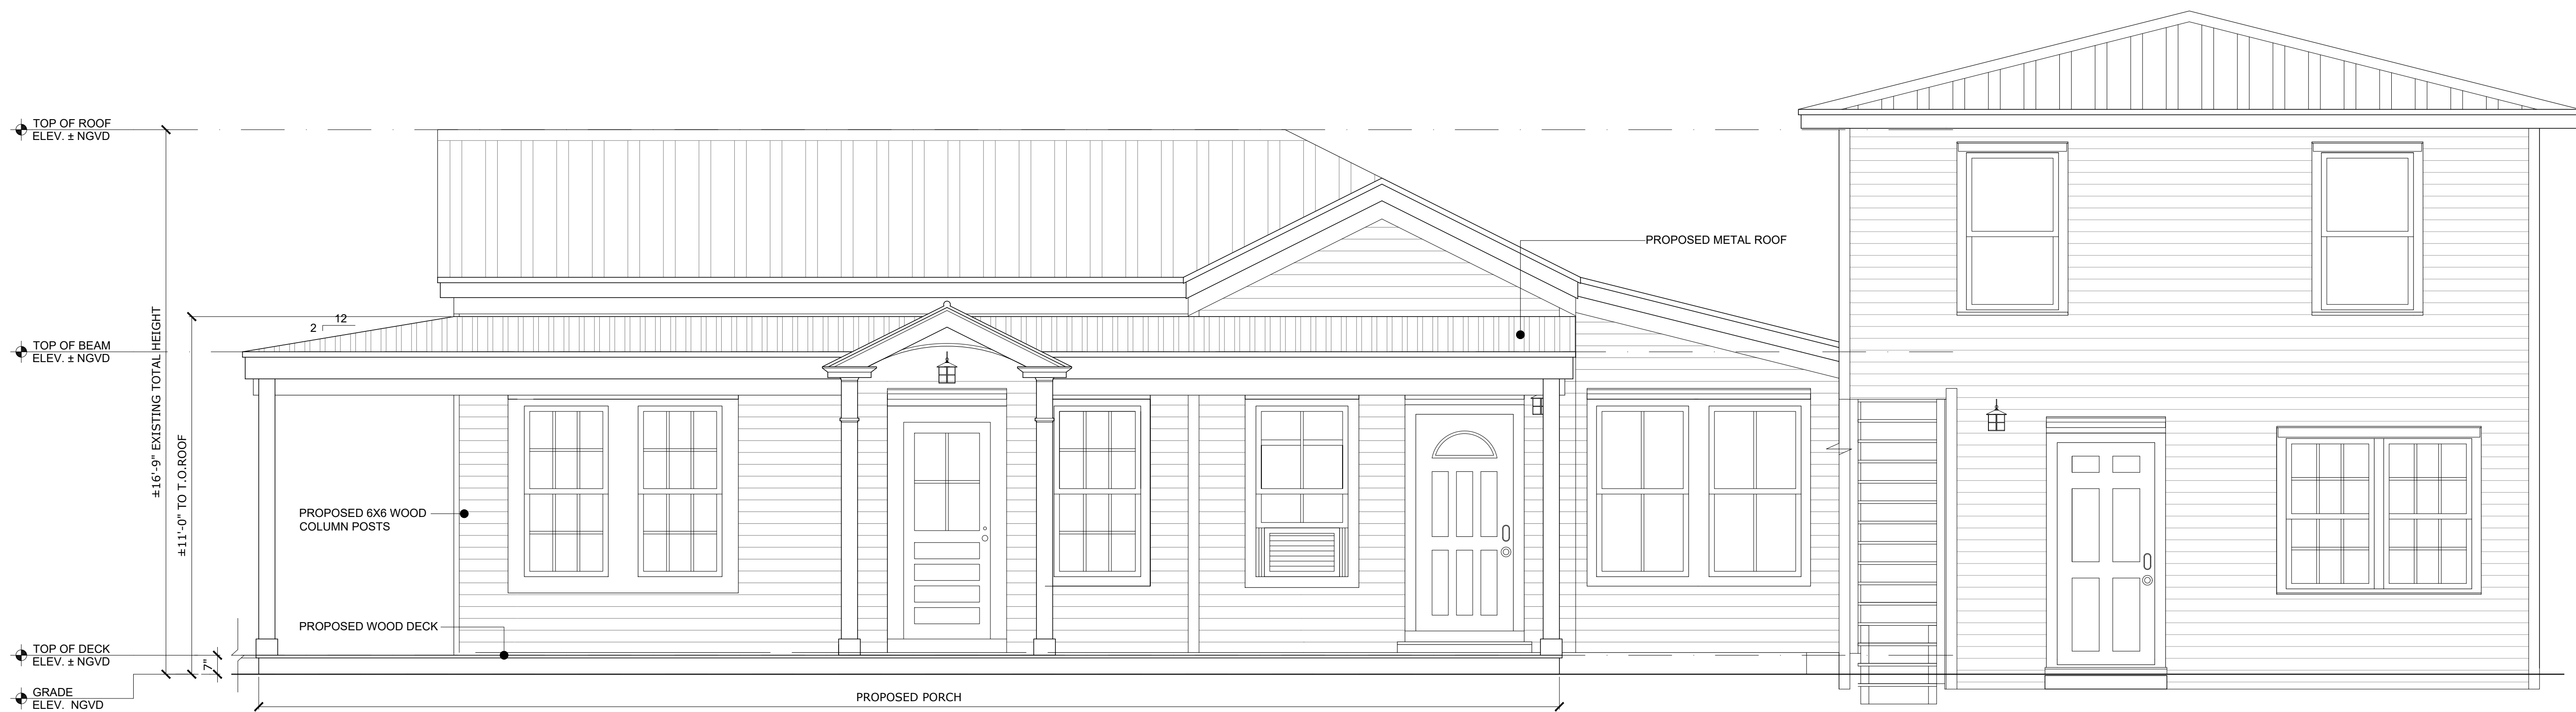 TOP OF ROOF
ELEV. ± NGVD
PROPOSED METAL ROOF
12
2
TOP OF BEAM
ELEV. ± NGVD
±16'-9" EXISTING TOTAL HEIGHT
±11'-0" TO T.O.ROOF
PROPOSED 6X6 WOOD
COLUMN POSTS
PROPOSED WOOD DECK
TOP OF DECK
ELEV. ± NGVD
7"
GRADE
ELEV. NGVD
PROPOSED PORCH